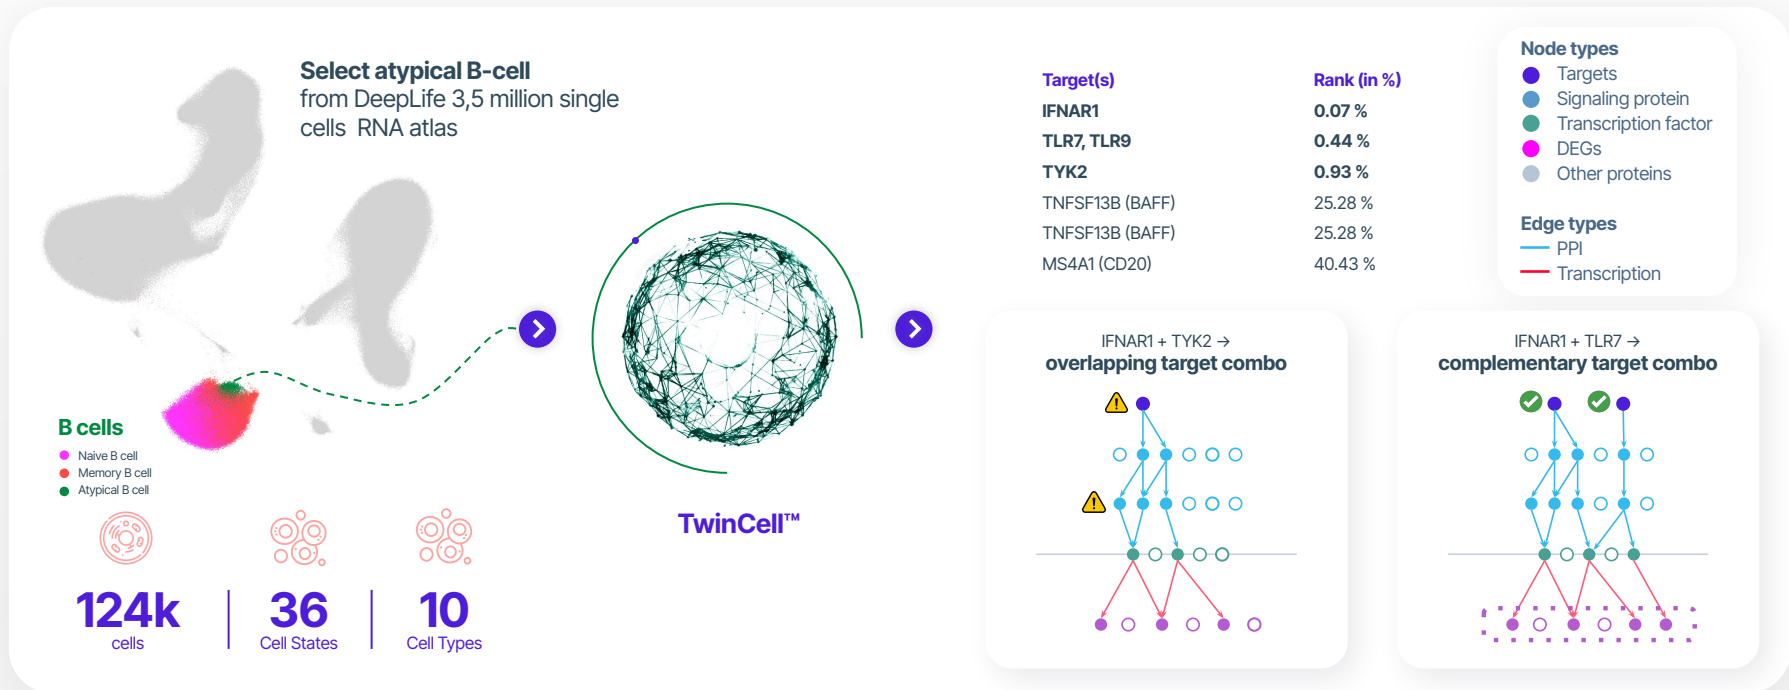 Select atypical B-cell
from DeepLife 3,5 million single
cells RNA atlas
B cells
Naive B cell
Memory B cell
Atypical B cell
124k
cells
36
Cell States
10
Cell Types
TwinCell™
Target(s) Rank (in %)
IFNAR1 0.07 %
TLR7, TLR9 0.44 %
TYK2 0.93 %
TNFSF13B (BAFF) 25.28 %
TNFSF13B (BAFF) 25.28 %
MS4A1 (CD20) 40.43 %
Node types
Targets
Signaling protein
Transcription factor
DEGs
Other proteins
Edge types
PPI
Transcription
IFNAR1 + TYK2 →
overlapping target combo
IFNAR1 + TLR7 →
complementary target combo